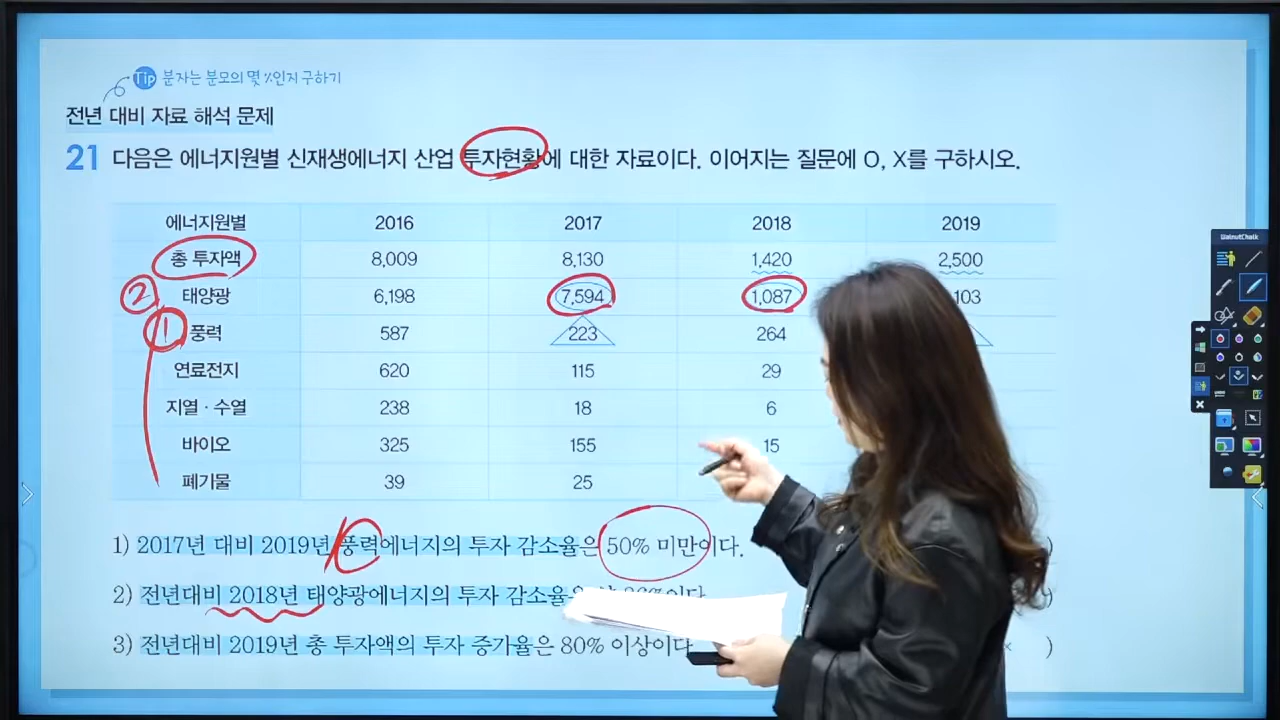 Tip 분자는 분모의 몇 %인지 구하기
전년 대비 자료 해석 문제
21 다음은 에너지원별 신재생에너지 산업 투자현황에 대한 자료이다. 이어지는 질문에 O, X를 구하시오.
에너지원별 2016 2017 2018 2019
총 투자액 8,009 8,130 1,420 2,500
② 태양광 6,198 7,594 1,087 103
① 풍력 587 223 264
연료전지 620 115 29
지열·수열 238 18 6
바이오 325 155 15
폐기물 39 25
1) 2017년 대비 2019년 풍력에너지의 투자 감소율은 50% 미만이다.
2) 전년대비 2018년 태양광에너지의 투자 감소율
3) 전년대비 2019년 총 투자액의 투자 증가율은 80% 이상이다 × )
WalnutChalk